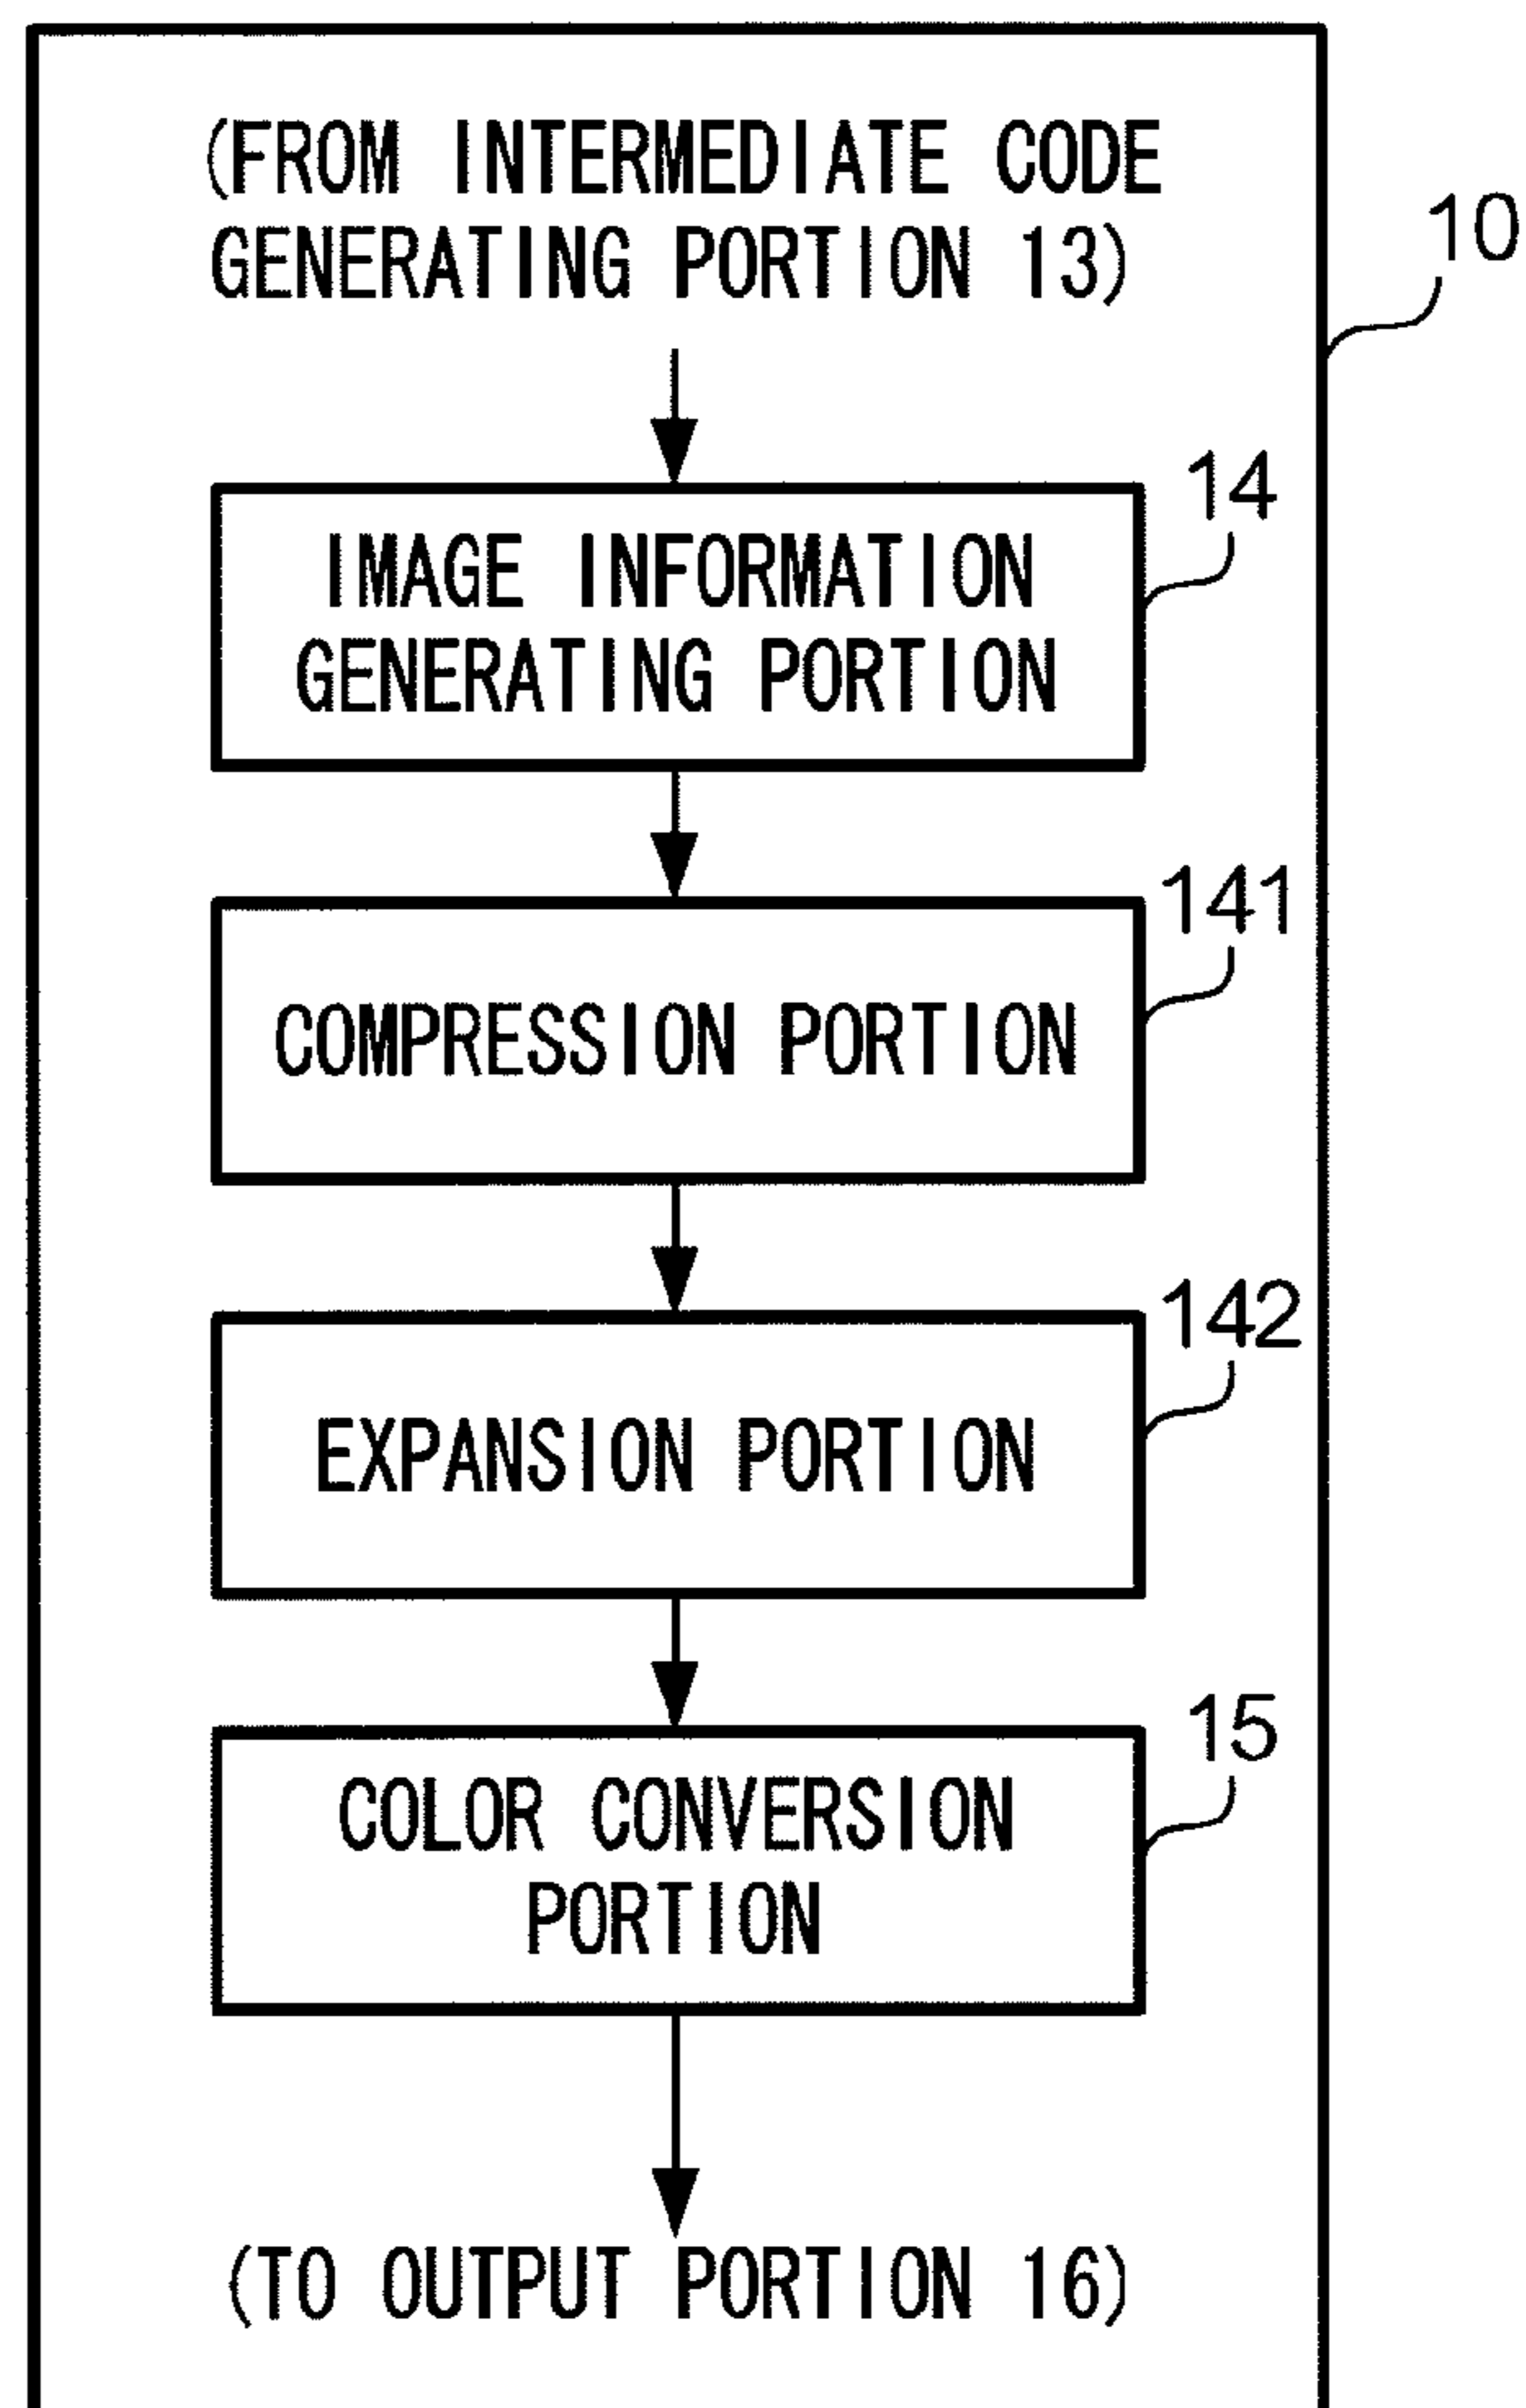 (FROM INTERMEDIATE CODE
GENERATING PORTION 13)
10
14
IMAGE INFORMATION
GENERATING PORTION
141
COMPRESSION PORTION
142
EXPANSION PORTION
15
COLOR CONVERSION
PORTION
(TO OUTPUT PORTION 16)